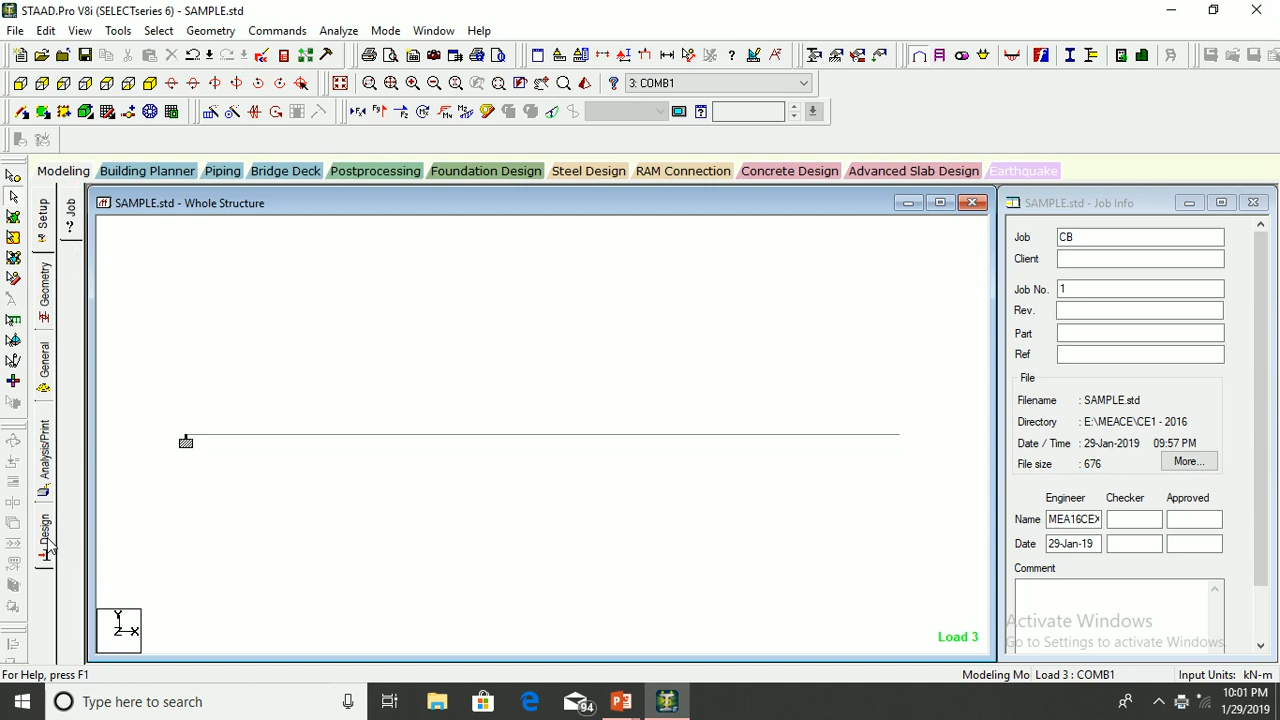 STAAD.Pro V8i (SELECTseries 6) - SAMPLE.std
File Edit View Tools Select Geometry Commands Analyze Mode Window Help
3: COMB1
Modeling Building Planner Piping Bridge Deck Postprocessing Foundation Design Steel Design RAM Connection Concrete Design Advanced Slab Design Earthquake
Setup
Geometry
General
Analysis/Print
Design
Job
SAMPLE.std - Whole Structure
Y
Z X
Load 3
SAMPLE.std - Job Info
Job CB
Client
Job No. 1
Rev.
Part
Ref
File
Filename : SAMPLE.std
Directory : E:\MEACE\CE1 - 2016
Date / Time : 29-Jan-2019 09:57 PM
File size : 676 More...
Engineer Checker Approved
Name MEA16CEX
Date 29-Jan-19
Comment
Activate Windows
Go to Settings to activate Windows.
For Help, press F1
Modeling Mo Load 3 : COMB1 Input Units: kN-m
Type here to search
94
10:01 PM
1/29/2019